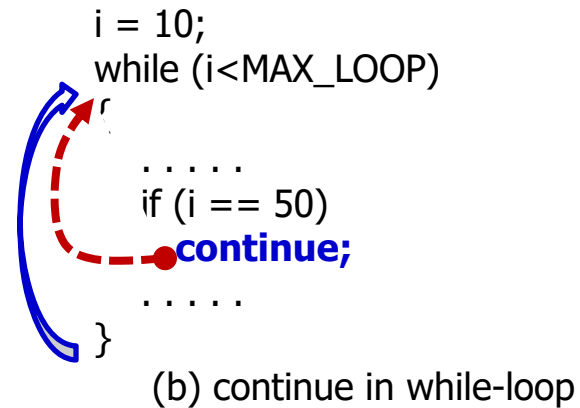 i = 10;
while (i<MAX_LOOP)
{
. . . . .
if (i == 50)
continue;
. . . . .
}
(b) continue in while-loop